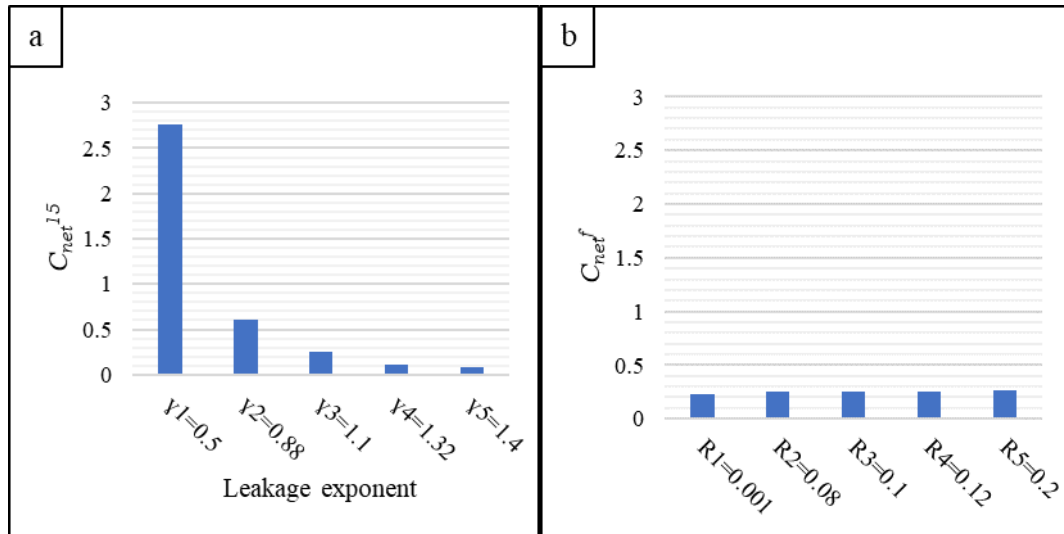 a
3
2.5
2
1.5
1
0.5
0
C_net^15
γ1=0.5
γ2=0.88
γ3=1.1
γ4=1.32
γ5=1.4
Leakage exponent
b
3
2.5
2
1.5
1
0.5
0
C_net^f
R1=0.001
R2=0.08
R3=0.1
R4=0.12
R5=0.2